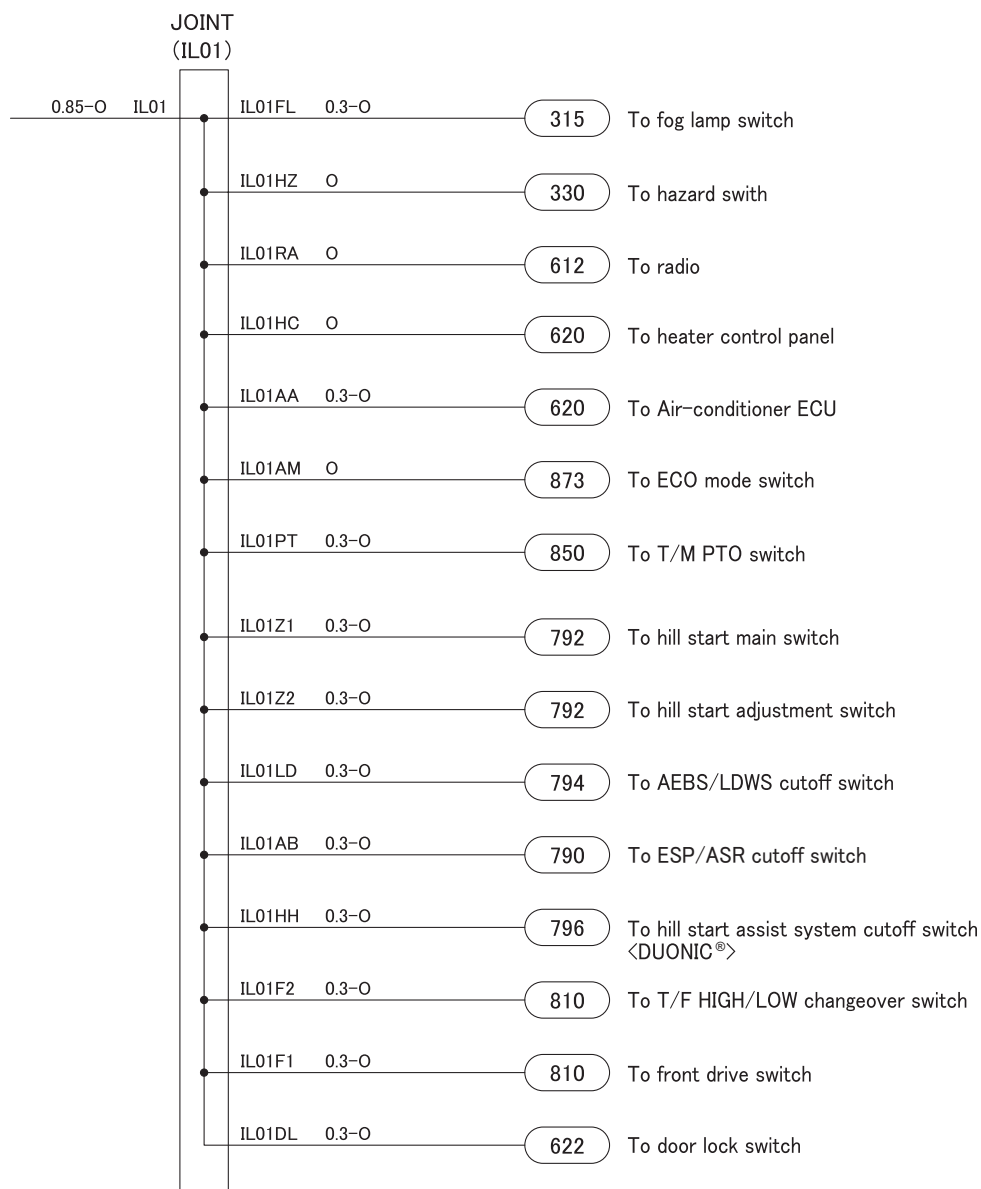 JOINT
(IL01)
0.85-O IL01 IL01FL 0.3-O 315 To fog lamp switch
IL01HZ O 330 To hazard swith
IL01RA O 612 To radio
IL01HC O 620 To heater control panel
IL01AA 0.3-O 620 To Air-conditioner ECU
IL01AM O 873 To ECO mode switch
IL01PT 0.3-O 850 To T/M PTO switch
IL01Z1 0.3-O 792 To hill start main switch
IL01Z2 0.3-O 792 To hill start adjustment switch
IL01LD 0.3-O 794 To AEBS/LDWS cutoff switch
IL01AB 0.3-O 790 To ESP/ASR cutoff switch
IL01HH 0.3-O 796 To hill start assist system cutoff switch
<DUONIC®>
IL01F2 0.3-O 810 To T/F HIGH/LOW changeover switch
IL01F1 0.3-O 810 To front drive switch
IL01DL 0.3-O 622 To door lock switch